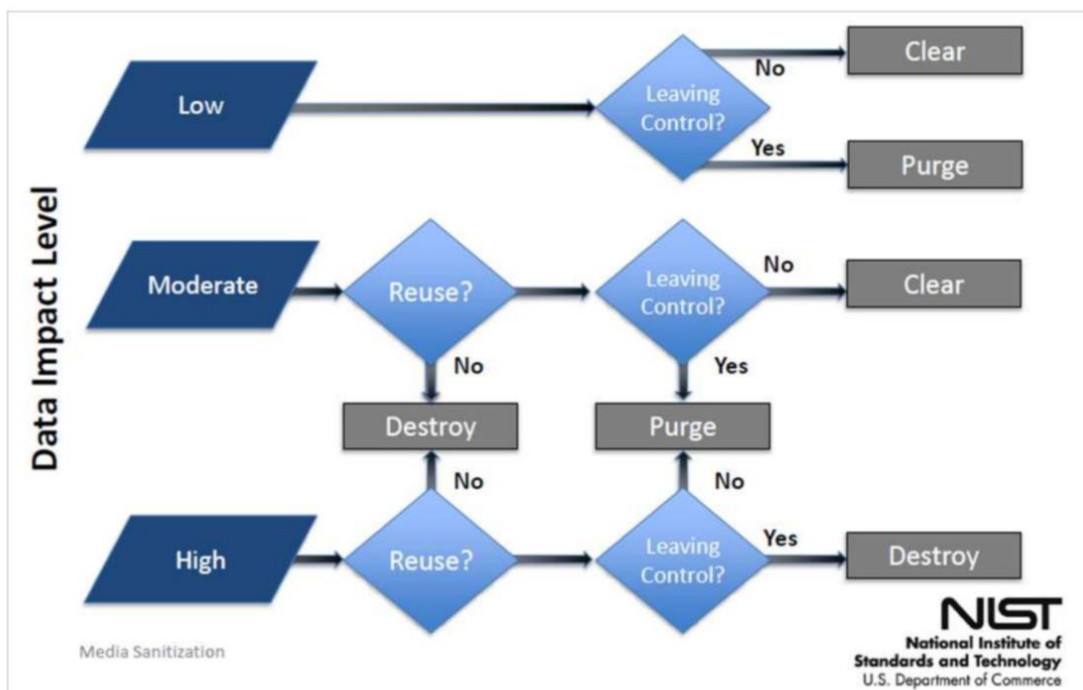 Data Impact Level
Low
Leaving
Control?
No
Clear
Yes
Purge
Moderate
Reuse?
Leaving
Control?
No
Clear
No
Yes
Destroy
Purge
No
No
High
Reuse?
Leaving
Control?
Yes
Destroy
Media Sanitization
NIST
National Institute of
Standards and Technology
U.S. Department of Commerce